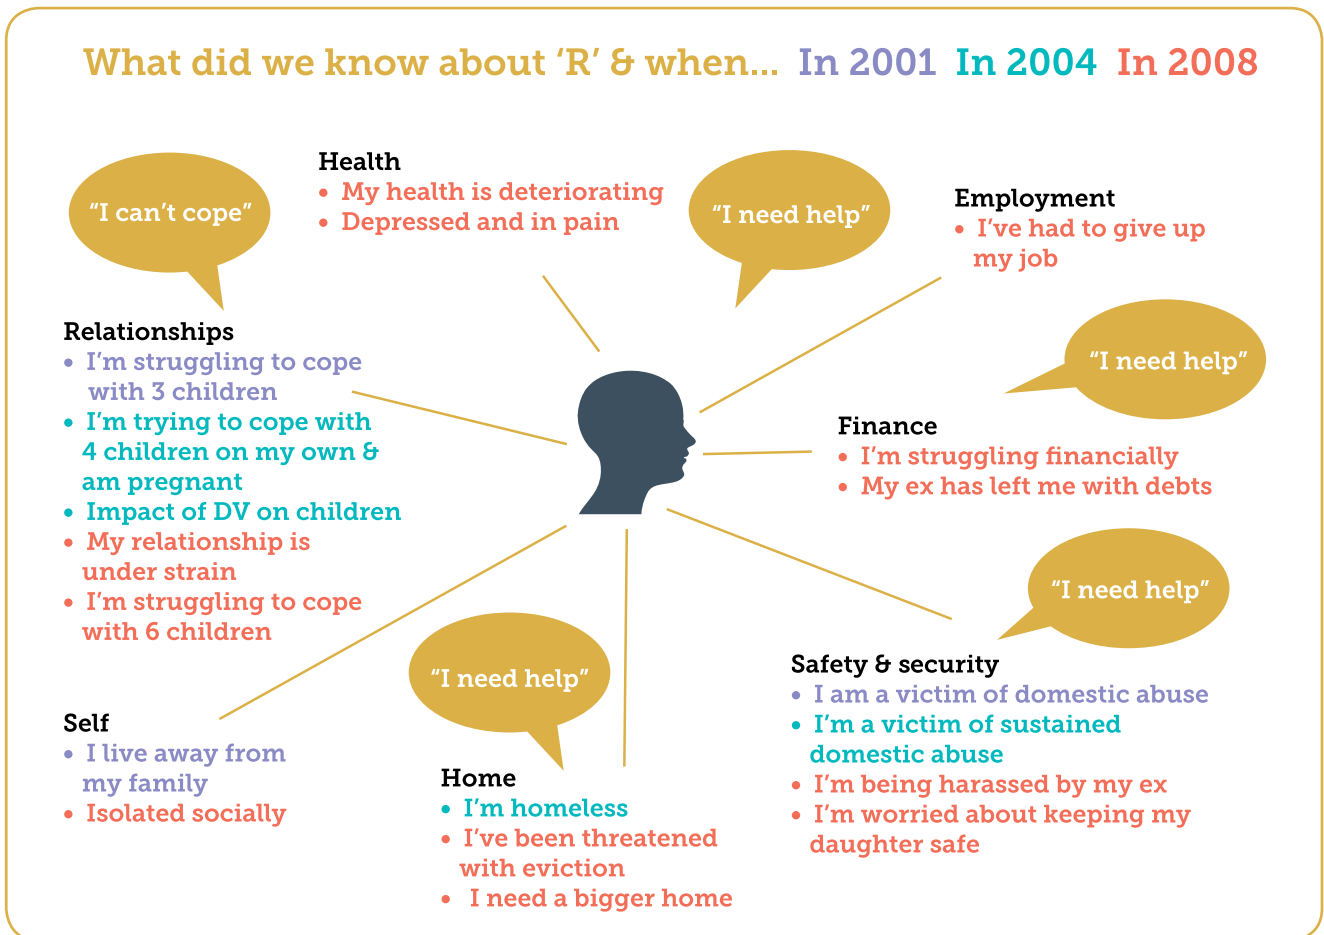 What did we know about ‘R’ & when... In 2001 In 2004 In 2008
“I can’t cope”
Health
• My health is deteriorating
• Depressed and in pain
“I need help”
Employment
• I’ve had to give up
my job
“I need help”
Relationships
• I’m struggling to cope
with 3 children
• I’m trying to cope with
4 children on my own &
am pregnant
• Impact of DV on children
• My relationship is
under strain
• I’m struggling to cope
with 6 children
Finance
• I’m struggling financially
• My ex has left me with debts
“I need help”
Self
• I live away from
my family
• Isolated socially
“I need help”
Home
• I’m homeless
• I’ve been threatened
with eviction
• I need a bigger home
Safety & security
• I am a victim of domestic abuse
• I’m a victim of sustained
domestic abuse
• I’m being harassed by my ex
• I’m worried about keeping my
daughter safe